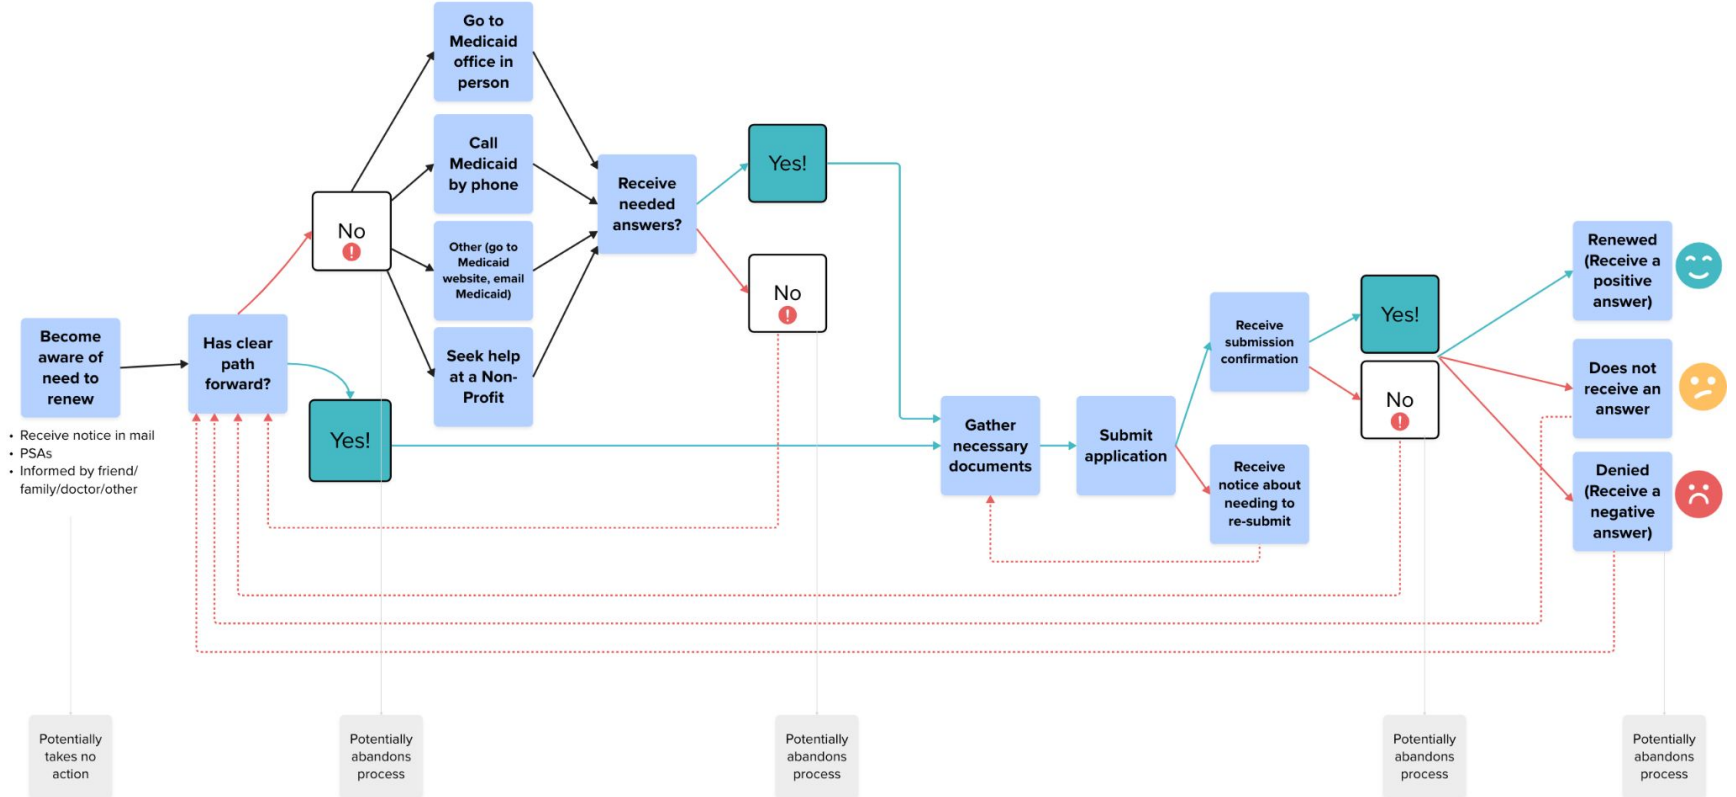 Become
aware of
need to
renew
• Receive notice in mail
• PSAs
• Informed by friend/
family/doctor/other
Has clear
path
forward?
No
!
Yes!
Go to
Medicaid
office in
person
Call
Medicaid
by phone
Other (go to
Medicaid
website, email
Medicaid)
Seek help
at a Non-
Profit
Receive
needed
answers?
Yes!
No
!
Gather
necessary
documents
Submit
application
Receive
submission
confirmation
Receive
notice about
needing to
re-submit
Yes!
No
!
Renewed
(Receive a
positive
answer)
Does not
receive an
answer
Denied
(Receive a
negative
answer)
Potentially
takes no
action
Potentially
abandons
process
Potentially
abandons
process
Potentially
abandons
process
Potentially
abandons
process